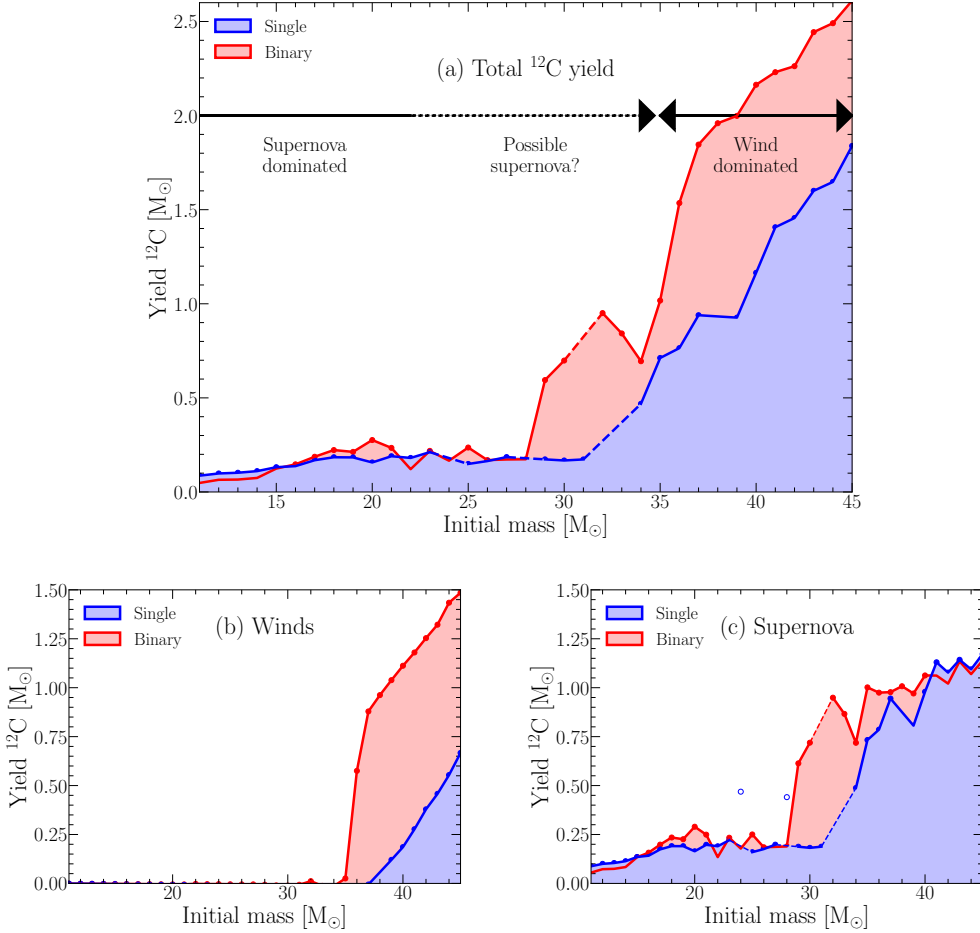 2.5
2.0
1.5
1.0
0.5
0.0
Yield ¹²C [M☉]
Single
Binary
(a) Total ¹²C yield
Supernova
dominated
Possible
supernova?
Wind
dominated
15 20 25 30 35 40 45
Initial mass [M☉]
1.50
1.25
1.00
0.75
0.50
0.25
0.00
Yield ¹²C [M☉]
Single
Binary
(b) Winds
20 30 40
Initial mass [M☉]
1.50
1.25
1.00
0.75
0.50
0.25
0.00
Yield ¹²C [M☉]
Single
Binary
(c) Supernova
20 30 40
Initial mass [M☉]